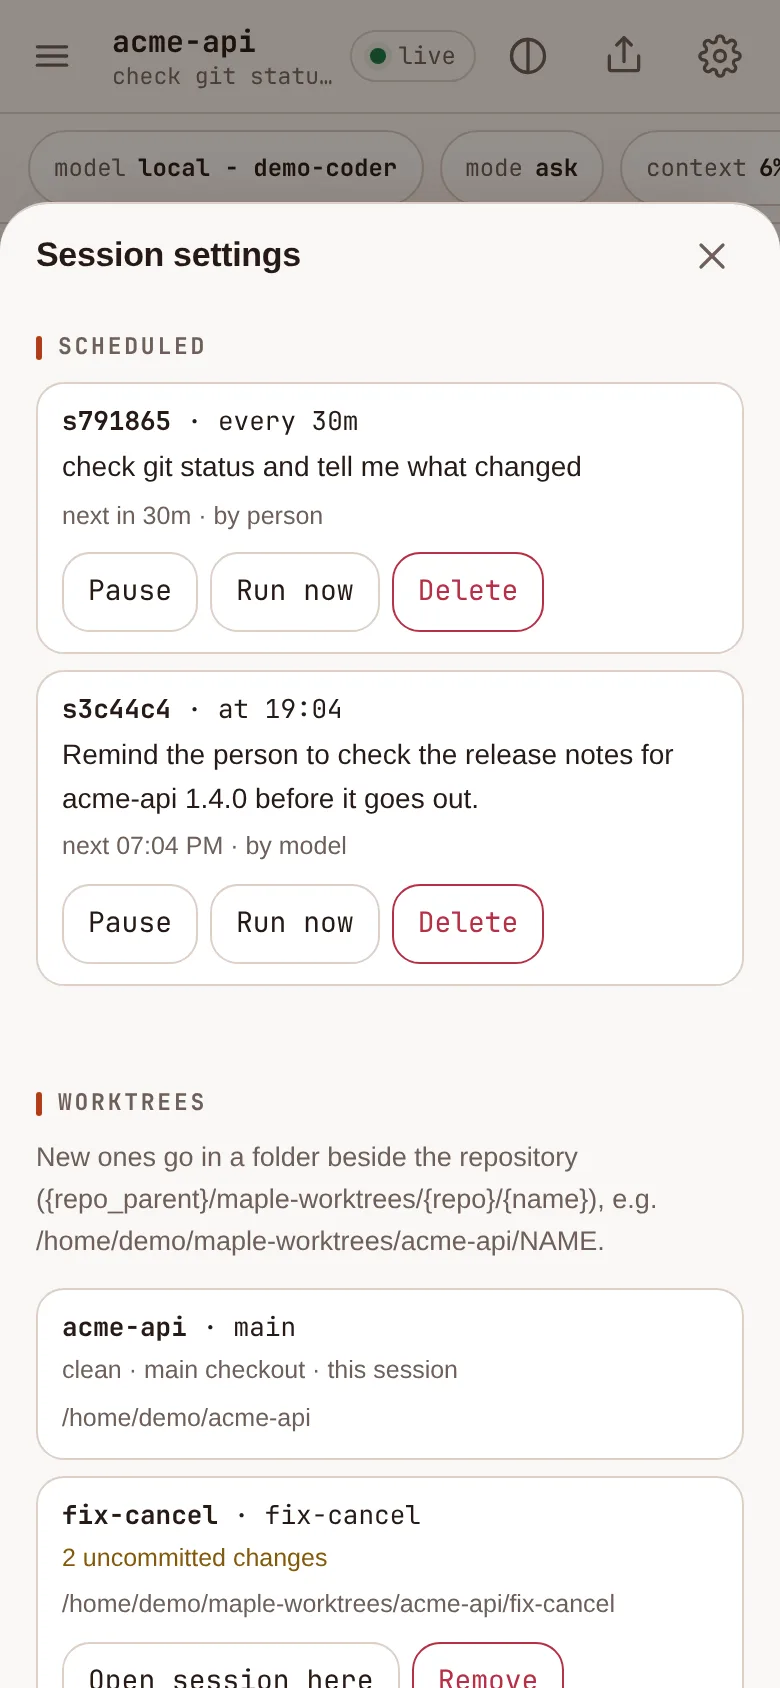 acme-api
check git statu…
live
model local - demo-coder
mode ask
context 6%
Session settings
SCHEDULED
s791865 · every 30m
check git status and tell me what changed
next in 30m · by person
Pause
Run now
Delete
s3c44c4 · at 19:04
Remind the person to check the release notes for
acme-api 1.4.0 before it goes out.
next 07:04 PM · by model
Pause
Run now
Delete
WORKTREES
New ones go in a folder beside the repository
({repo_parent}/maple-worktrees/{repo}/{name}), e.g.
/home/demo/maple-worktrees/acme-api/NAME.
acme-api · main
clean · main checkout · this session
/home/demo/acme-api
fix-cancel · fix-cancel
2 uncommitted changes
/home/demo/maple-worktrees/acme-api/fix-cancel
Open session here
Remove